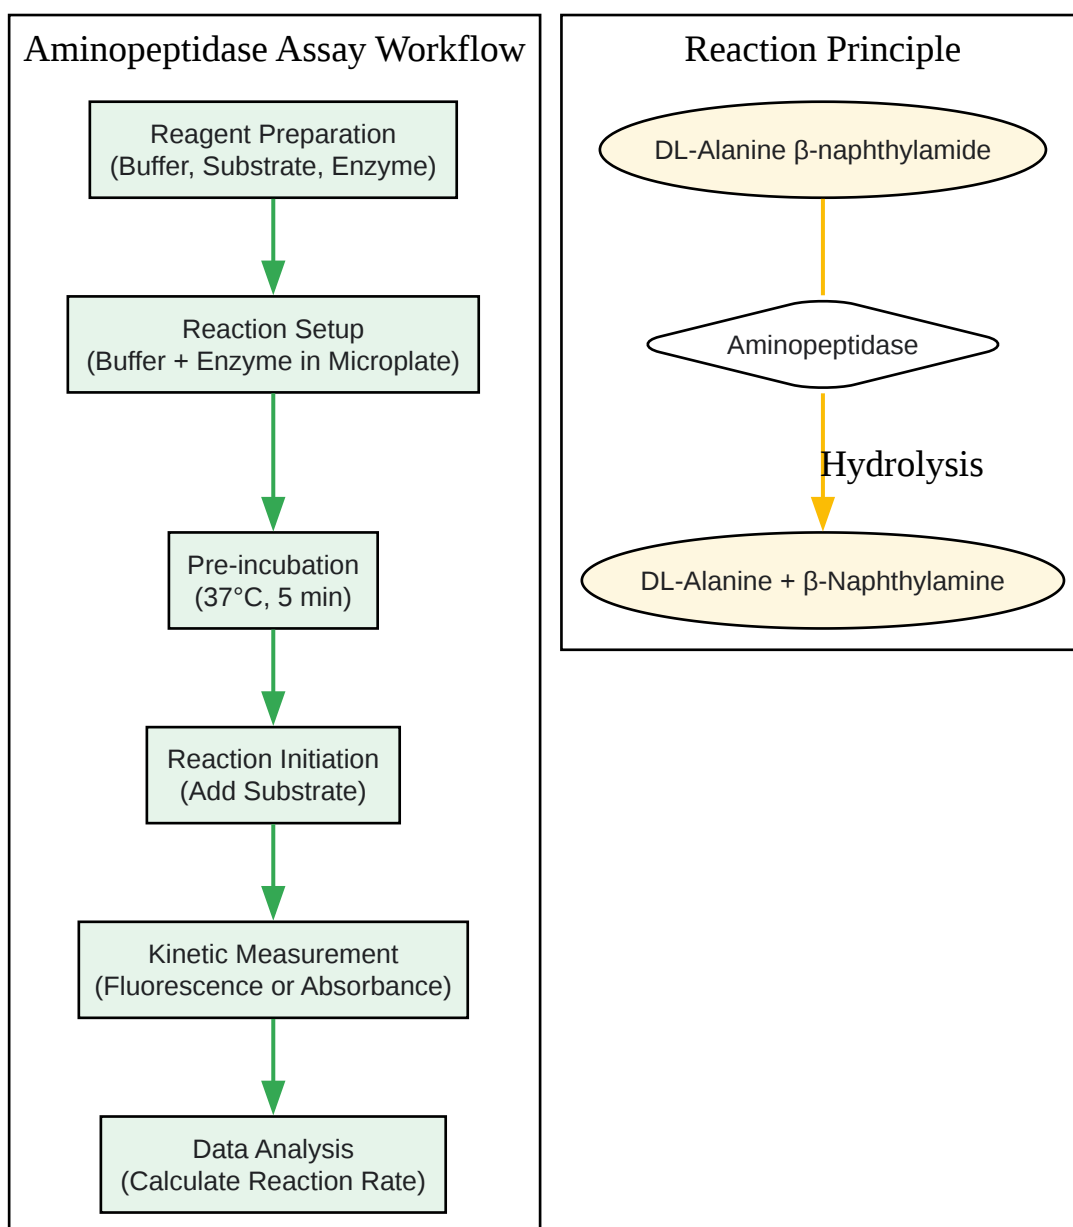 Aminopeptidase Assay Workflow
Reagent Preparation
(Buffer, Substrate, Enzyme)
Reaction Setup
(Buffer + Enzyme in Microplate)
Pre-incubation
(37°C, 5 min)
Reaction Initiation
(Add Substrate)
Kinetic Measurement
(Fluorescence or Absorbance)
Data Analysis
(Calculate Reaction Rate)
Reaction Principle
DL-Alanine β-naphthylamide
Aminopeptidase
Hydrolysis
DL-Alanine + β-Naphthylamine